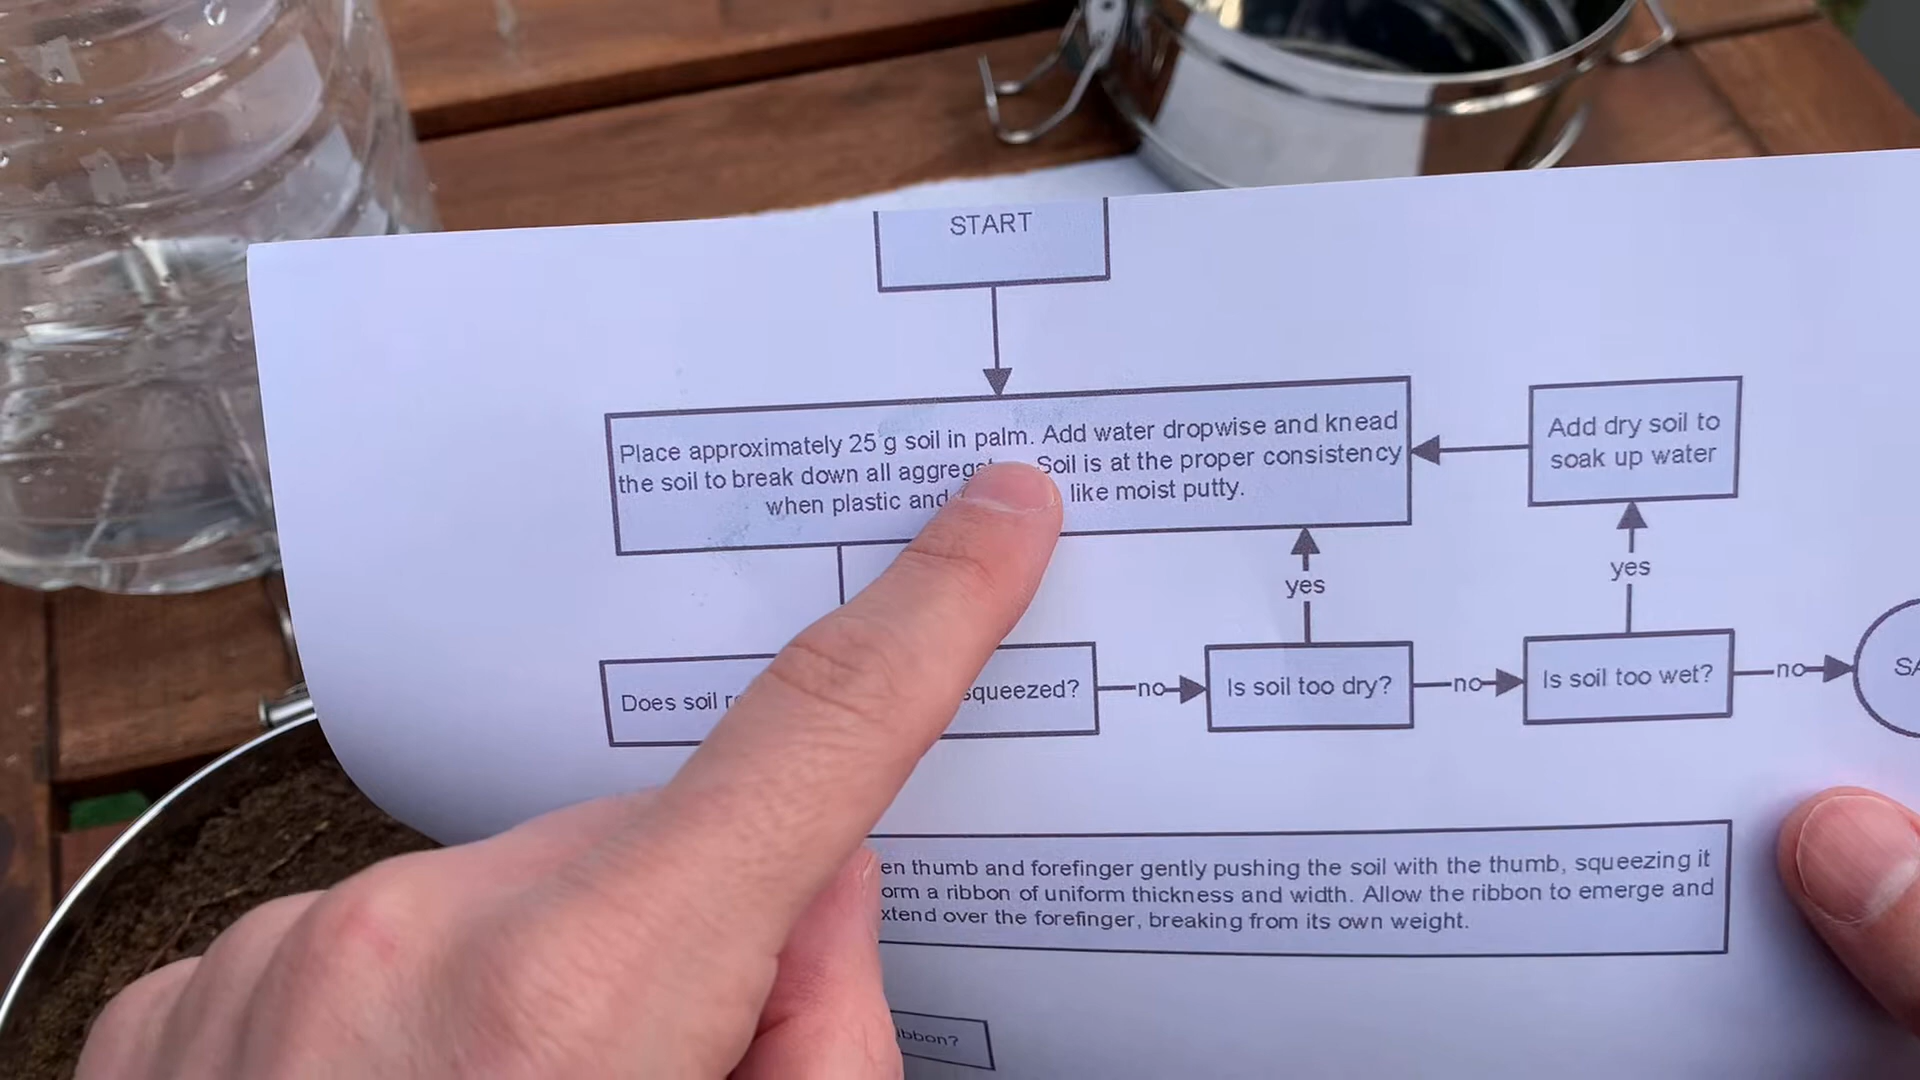 START
Place approximately 25 g soil in palm. Add water dropwise and knead
the soil to break down all Soil is at the proper consistency
when plastic and like moist putty.
Add dry soil to
soak up water
yes
yes
Does soil squeezed?
no
Is soil too dry?
no
Is soil too wet?
no
thumb and forefinger gently pushing the soil with the thumb, squeezing it
a ribbon of uniform thickness and width. Allow the ribbon to emerge and
over the forefinger, breaking from its own weight.